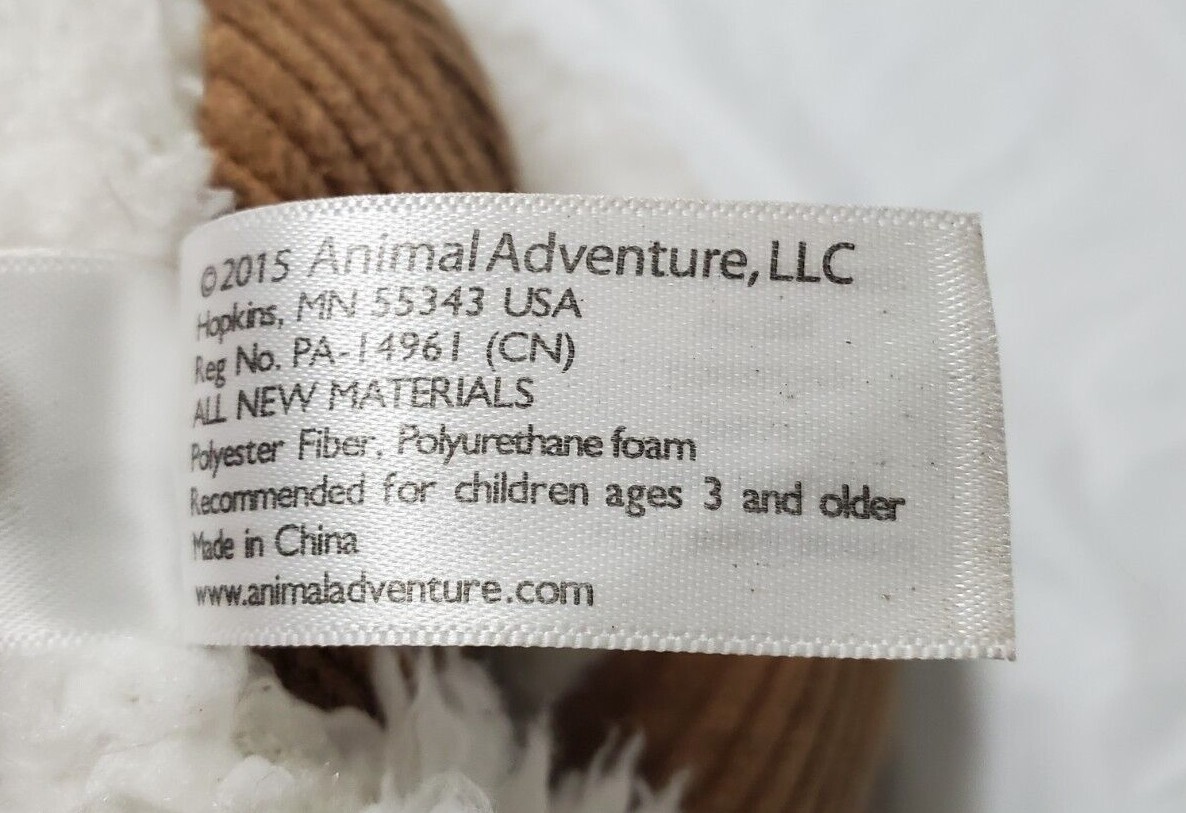 ©2015 Animal Adventure, LLC
Hopkins, MN 55343 USA
Reg No. PA-14961 (CN)
ALL NEW MATERIALS
Polyester Fiber, Polyurethane foam
Recommended for children ages 3 and older
Made in China
www.animaladventure.com